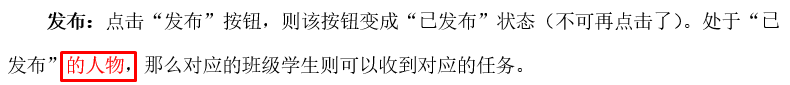 发布：点击“发布”按钮，则该按钮变成“已发布”状态（不可再点击了）。处于“已
发布”的人物，那么对应的班级学生则可以收到对应的任务。